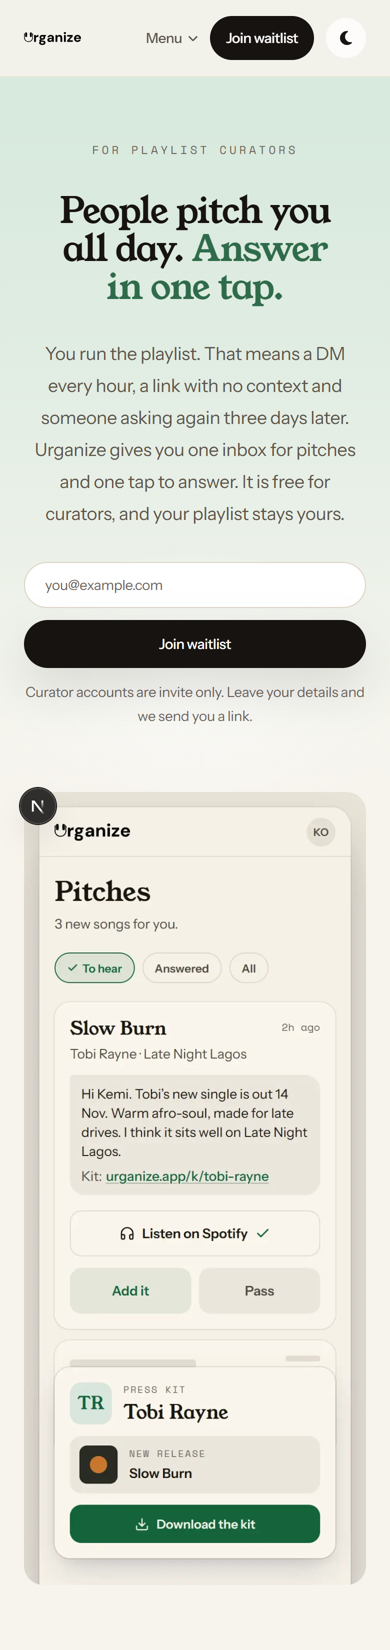 Urganize
Menu
Join waitlist
FOR PLAYLIST CURATORS
People pitch you
all day. Answer
in one tap.
You run the playlist. That means a DM
every hour, a link with no context and
someone asking again three days later.
Urganize gives you one inbox for pitches
and one tap to answer. It is free for
curators, and your playlist stays yours.
you@example.com
Join waitlist
Curator accounts are invite only. Leave your details and
we send you a link.
N
Urganize
KO
Pitches
3 new songs for you.
To hear
Answered
All
Slow Burn
2h ago
Tobi Rayne · Late Night Lagos
Hi Kemi. Tobi's new single is out 14
Nov. Warm afro-soul, made for late
drives. I think it sits well on Late Night
Lagos.
Kit: urganize.app/k/tobi-rayne
Listen on Spotify
Add it
Pass
TR
PRESS KIT
Tobi Rayne
NEW RELEASE
Slow Burn
Download the kit